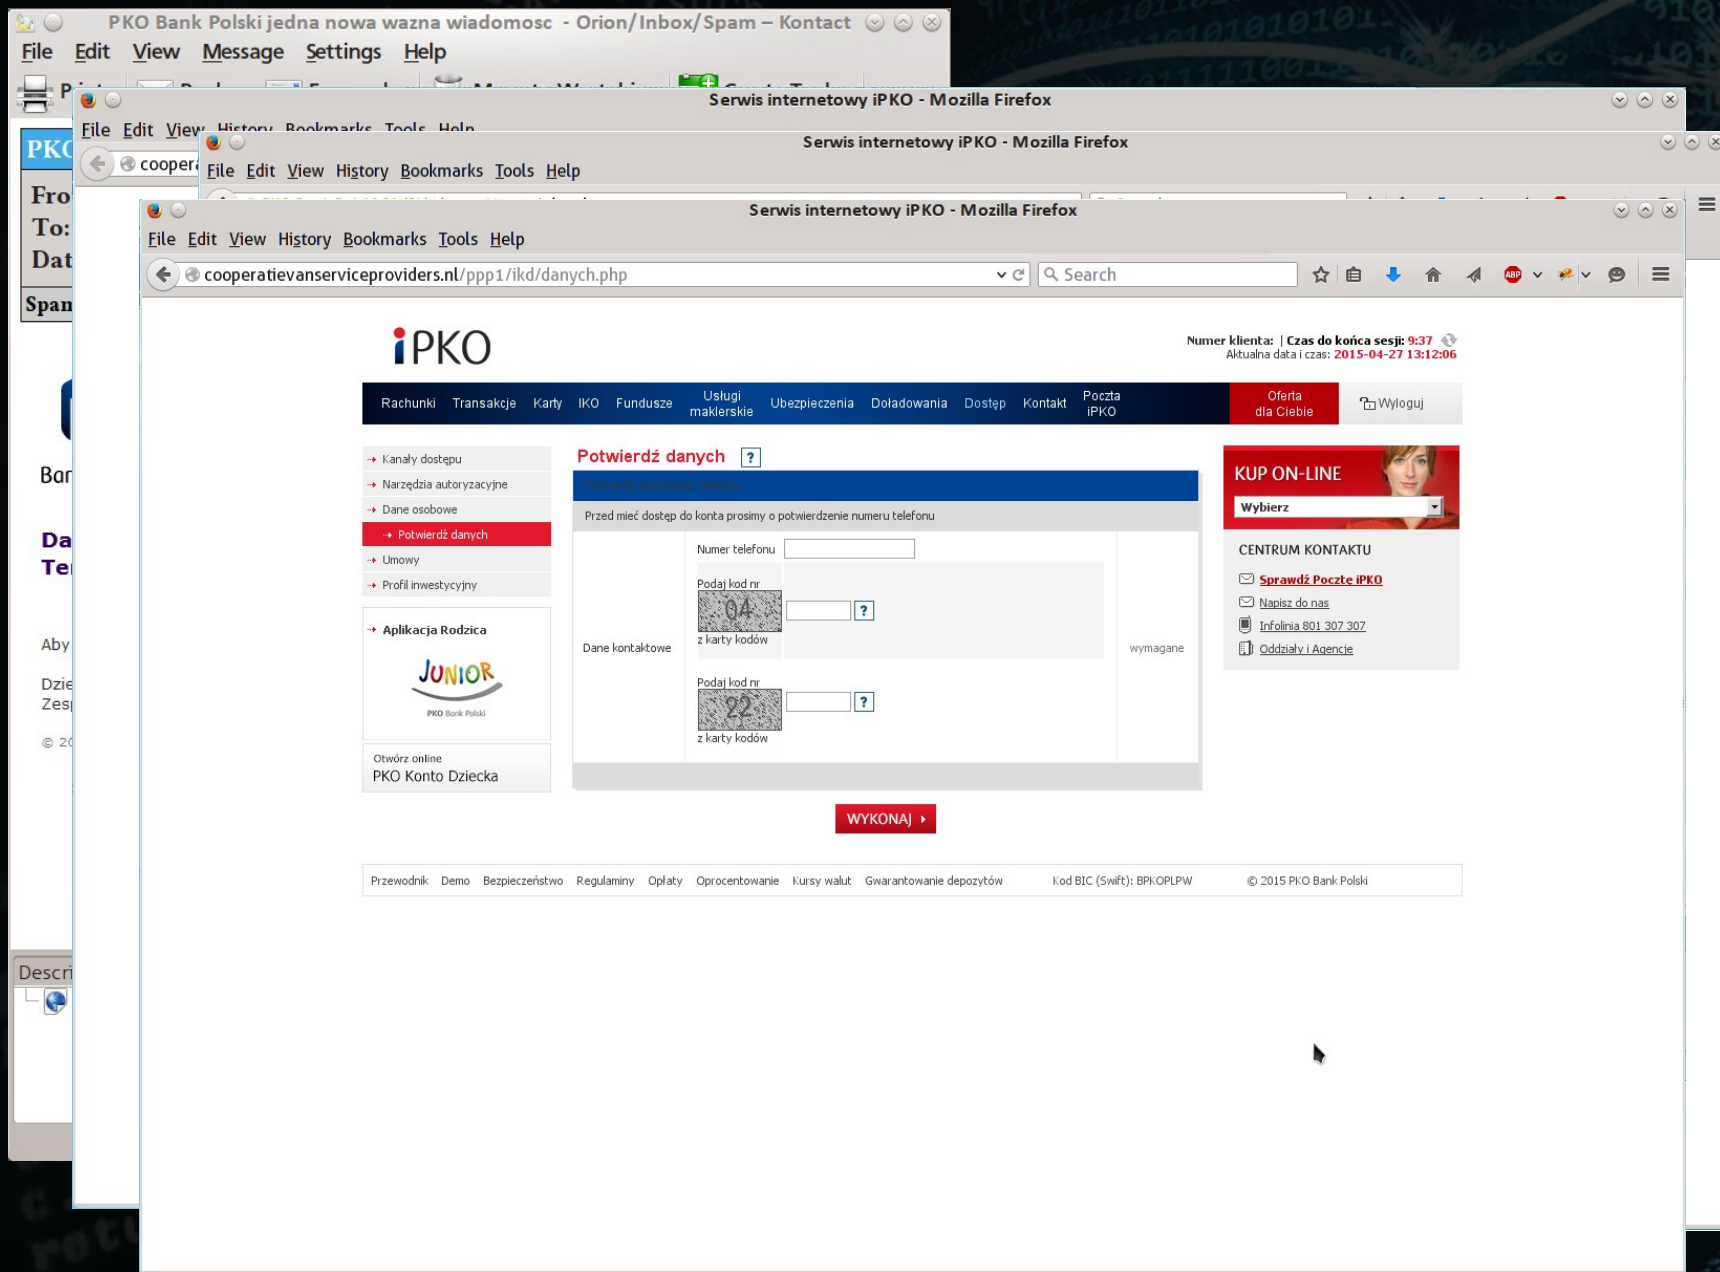 PKO Bank Polski jedna nowa wazna wiadomosc - Orion/Inbox/Spam – Kontact
File Edit View Message Settings Help
Serwis internetowy iPKO - Mozilla Firefox
File Edit View History Bookmarks Tools Help
Serwis internetowy iPKO - Mozilla Firefox
File Edit View History Bookmarks Tools Help
To:
Serwis internetowy iPKO - Mozilla Firefox
File Edit View History Bookmarks Tools Help
cooperatievanserviceproviders.nl/ppp1/ikd/danych.php
Search
ABP
iPKO
Numer klienta: | Czas do końca sesji: 9:37
Aktualna data i czas: 2015-04-27 13:12:06
Rachunki Transakcje Karty IKO Fundusze Usługi maklerskie Ubezpieczenia Doładowania Dostęp Kontakt Poczta iPKO Oferta dla Ciebie Wyloguj
Kanały dostępu
Narzędzia autoryzacyjne
Dane osobowe
Potwierdź danych
Umowy
Profil inwestycyjny
Aplikacja Rodzica
JUNIOR
PKO Bank Polski
Otwórz online
PKO Konto Dziecka
Potwierdź danych ?
Przed mieć dostęp do konta prosimy o potwierdzenie numeru telefonu
Numer telefonu
Podaj kod nr
04
?
z karty kodów
Dane kontaktowe
wymagane
Podaj kod nr
22
?
z karty kodów
WYKONAJ
KUP ON-LINE
Wybierz
CENTRUM KONTAKTU
Sprawdź Pocztę iPKO
Napisz do nas
Infolinia 801 307 307
Oddziały i Agencje
Przewodnik Demo Bezpieczeństwo Regulaminy Opłaty Oprocentowanie Kursy walut Gwarantowanie depozytów Kod BIC (Swift): BPKOPLPW © 2015 PKO Bank Polski
Aby